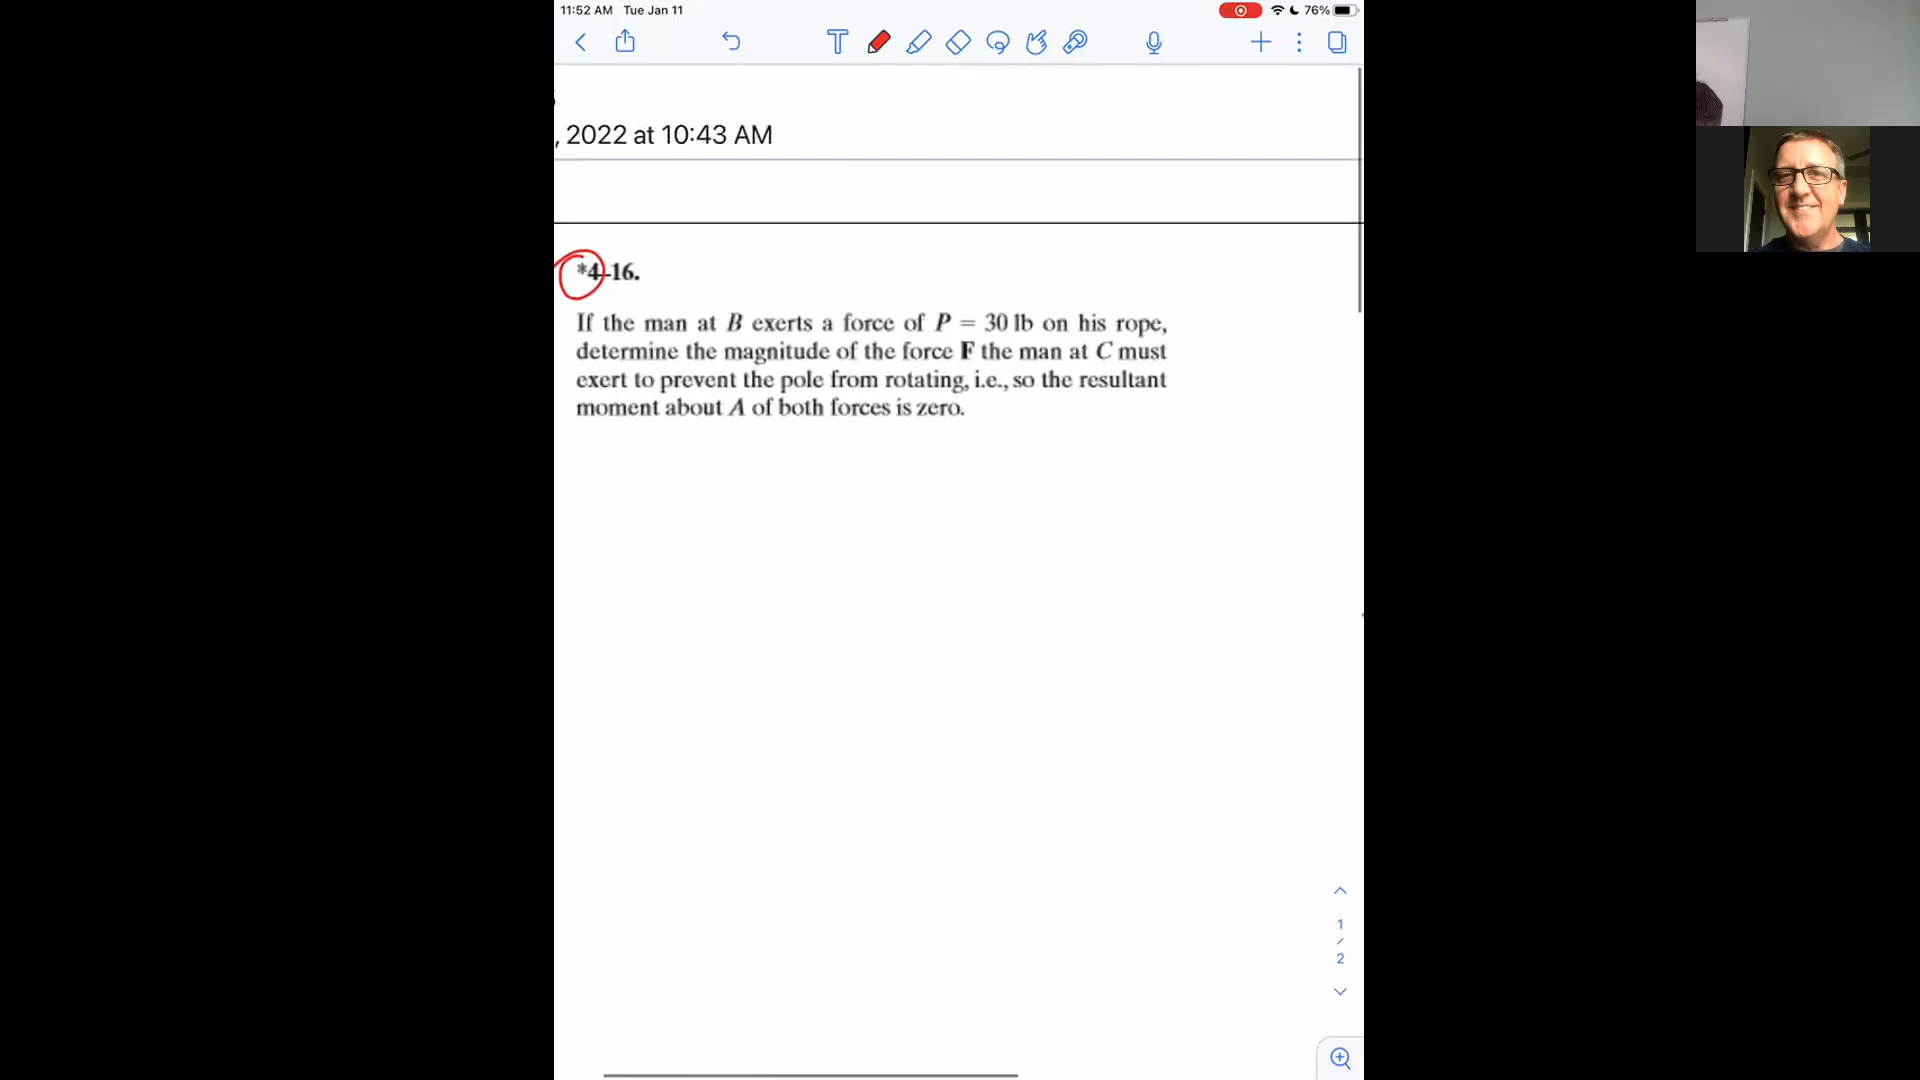 11:52 AM Tue Jan 11
76%
, 2022 at 10:43 AM
*4-16.
If the man at B exerts a force of P = 30 lb on his rope,
determine the magnitude of the force F the man at C must
exert to prevent the pole from rotating, i.e., so the resultant
moment about A of both forces is zero.
1
/
2